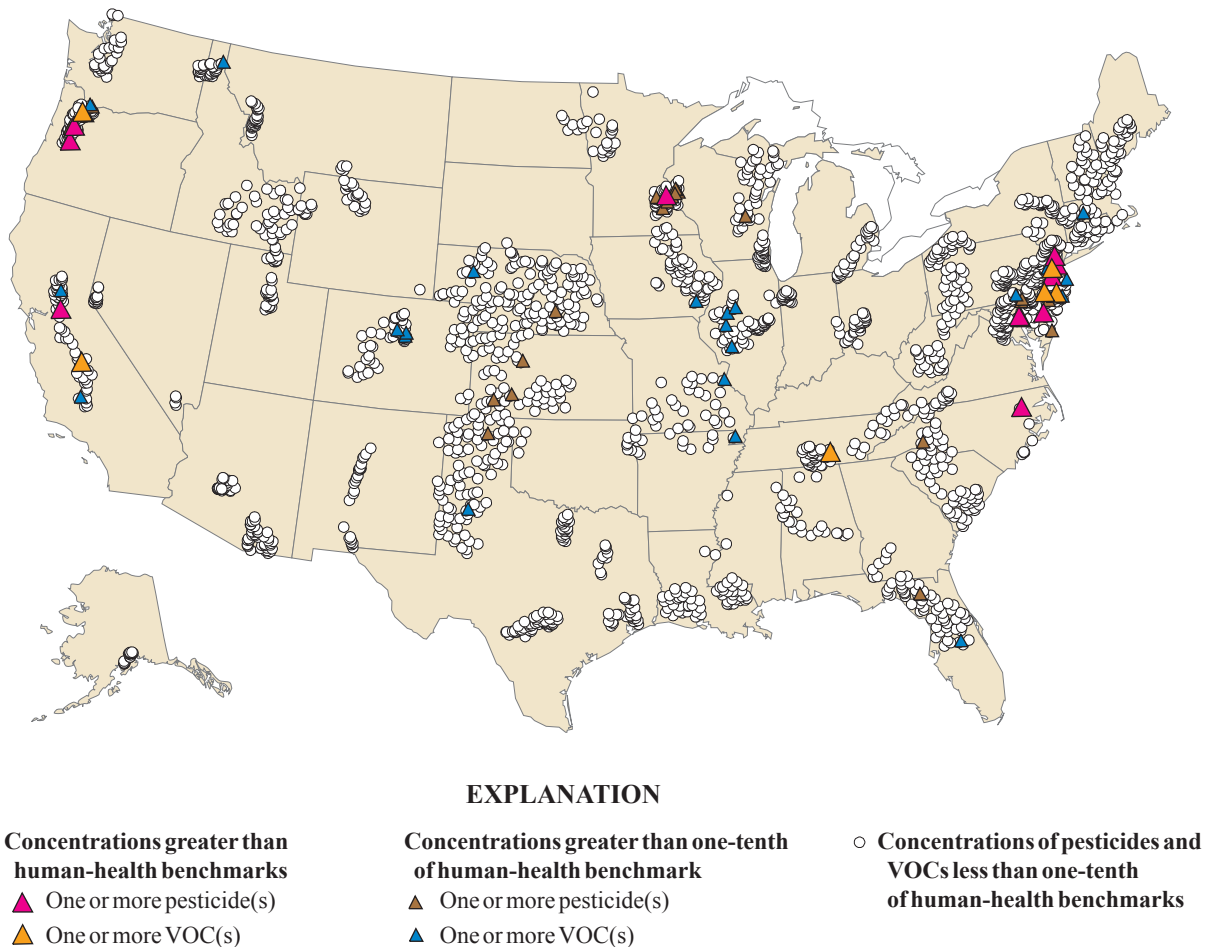 EXPLANATION
Concentrations greater than
human-health benchmarks
One or more pesticide(s)
One or more VOC(s)
Concentrations greater than one-tenth
of human-health benchmark
One or more pesticide(s)
One or more VOC(s)
Concentrations of pesticides and
VOCs less than one-tenth
of human-health benchmarks